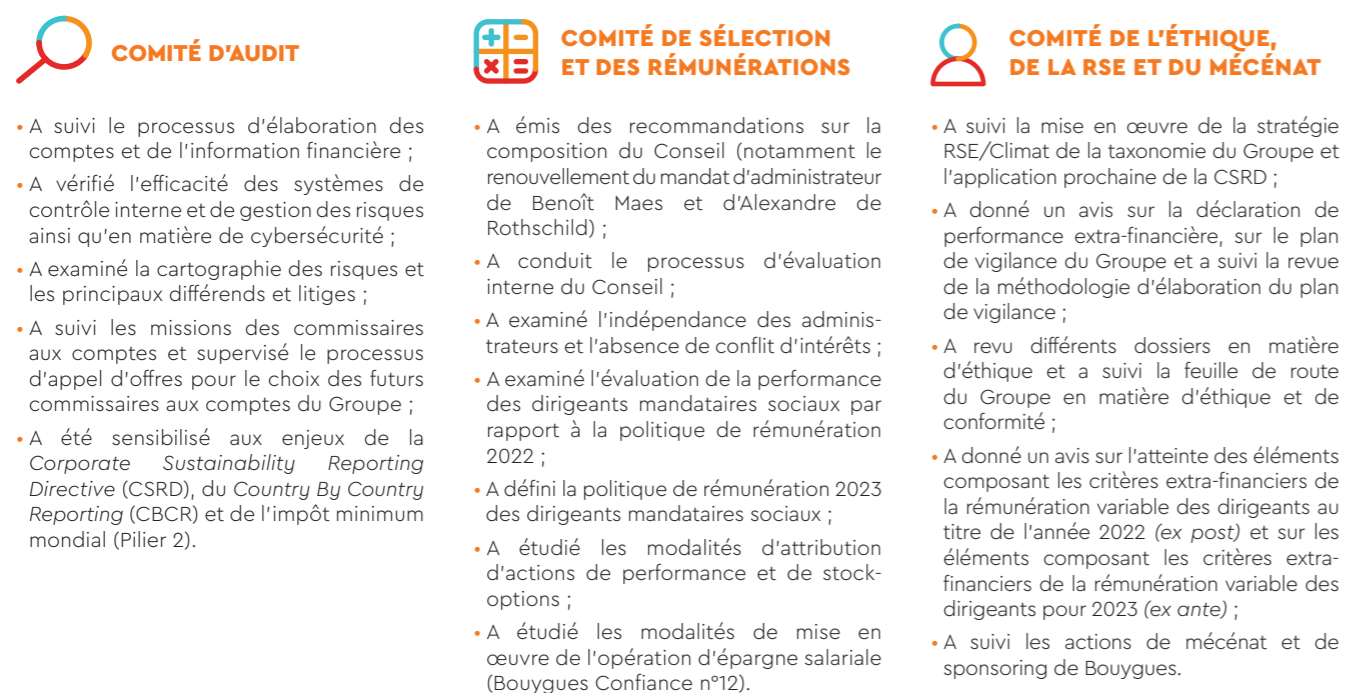 COMITÉ D'AUDIT
• A suivi le processus d'élaboration des
comptes et de l'information financière ;
• A vérifié l'efficacité des systèmes de
contrôle interne et de gestion des risques
ainsi qu'en matière de cybersécurité ;
• A examiné la cartographie des risques et
les principaux différends et litiges ;
• A suivi les missions des commissaires
aux comptes et supervisé le processus
d'appel d'offres pour le choix des futurs
commissaires aux comptes du Groupe ;
• A été sensibilisé aux enjeux de la
Corporate Sustainability Reporting
Directive (CSRD), du Country By Country
Reporting (CBCR) et de l'impôt minimum
mondial (Pilier 2).
COMITÉ DE SÉLECTION
ET DES RÉMUNÉRATIONS
• A émis des recommandations sur la
composition du Conseil (notamment le
renouvellement du mandat d'administrateur
de Benoît Maes et d'Alexandre de
Rothschild) ;
• A conduit le processus d'évaluation
interne du Conseil ;
• A examiné l'indépendance des adminis-
trateurs et l'absence de conflit d'intérêts ;
• A examiné l'évaluation de la performance
des dirigeants mandataires sociaux par
rapport à la politique de rémunération
2022 ;
• A défini la politique de rémunération 2023
des dirigeants mandataires sociaux ;
• A étudié les modalités d'attribution
d'actions de performance et de stock-
options ;
• A étudié les modalités de mise en
œuvre de l'opération d'épargne salariale
(Bouygues Confiance n°12).
COMITÉ DE L'ÉTHIQUE,
DE LA RSE ET DU MÉCÉNAT
• A suivi la mise en œuvre de la stratégie
RSE/Climat de la taxonomie du Groupe et
l'application prochaine de la CSRD ;
• A donné un avis sur la déclaration de
performance extra-financière, sur le plan
de vigilance du Groupe et a suivi la revue
de la méthodologie d'élaboration du plan
de vigilance ;
• A revu différents dossiers en matière
d'éthique et a suivi la feuille de route
du Groupe en matière d'éthique et de
conformité ;
• A donné un avis sur l'atteinte des éléments
composant les critères extra-financiers de
la rémunération variable des dirigeants au
titre de l'année 2022 (ex post) et sur les
éléments composant les critères extra-
financiers de la rémunération variable des
dirigeants pour 2023 (ex ante) ;
• A suivi les actions de mécénat et de
sponsoring de Bouygues.